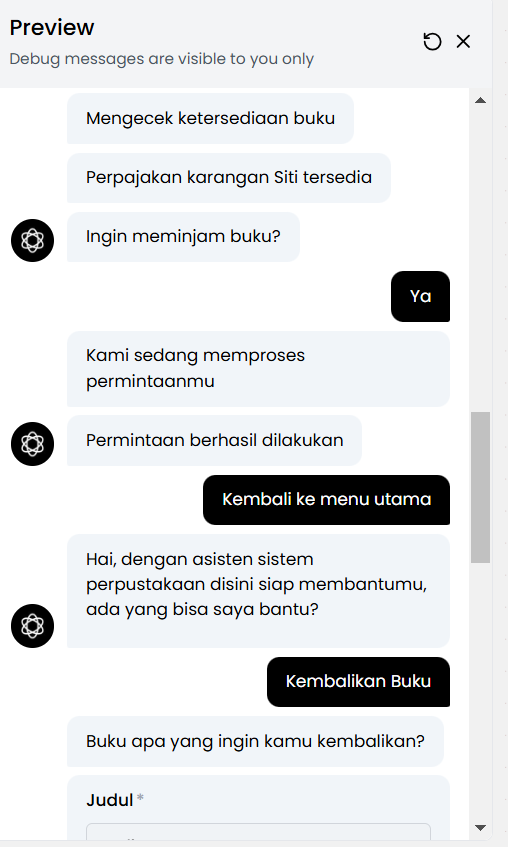 Preview
Debug messages are visible to you only
Mengecek ketersediaan buku
Perpajakan karangan Siti tersedia
Ingin meminjam buku?
Ya
Kami sedang memproses
permintaanmu
Permintaan berhasil dilakukan
Kembali ke menu utama
Hai, dengan asisten sistem
perpustakaan disini siap membantumu,
ada yang bisa saya bantu?
Kembalikan Buku
Buku apa yang ingin kamu kembalikan?
Judul *